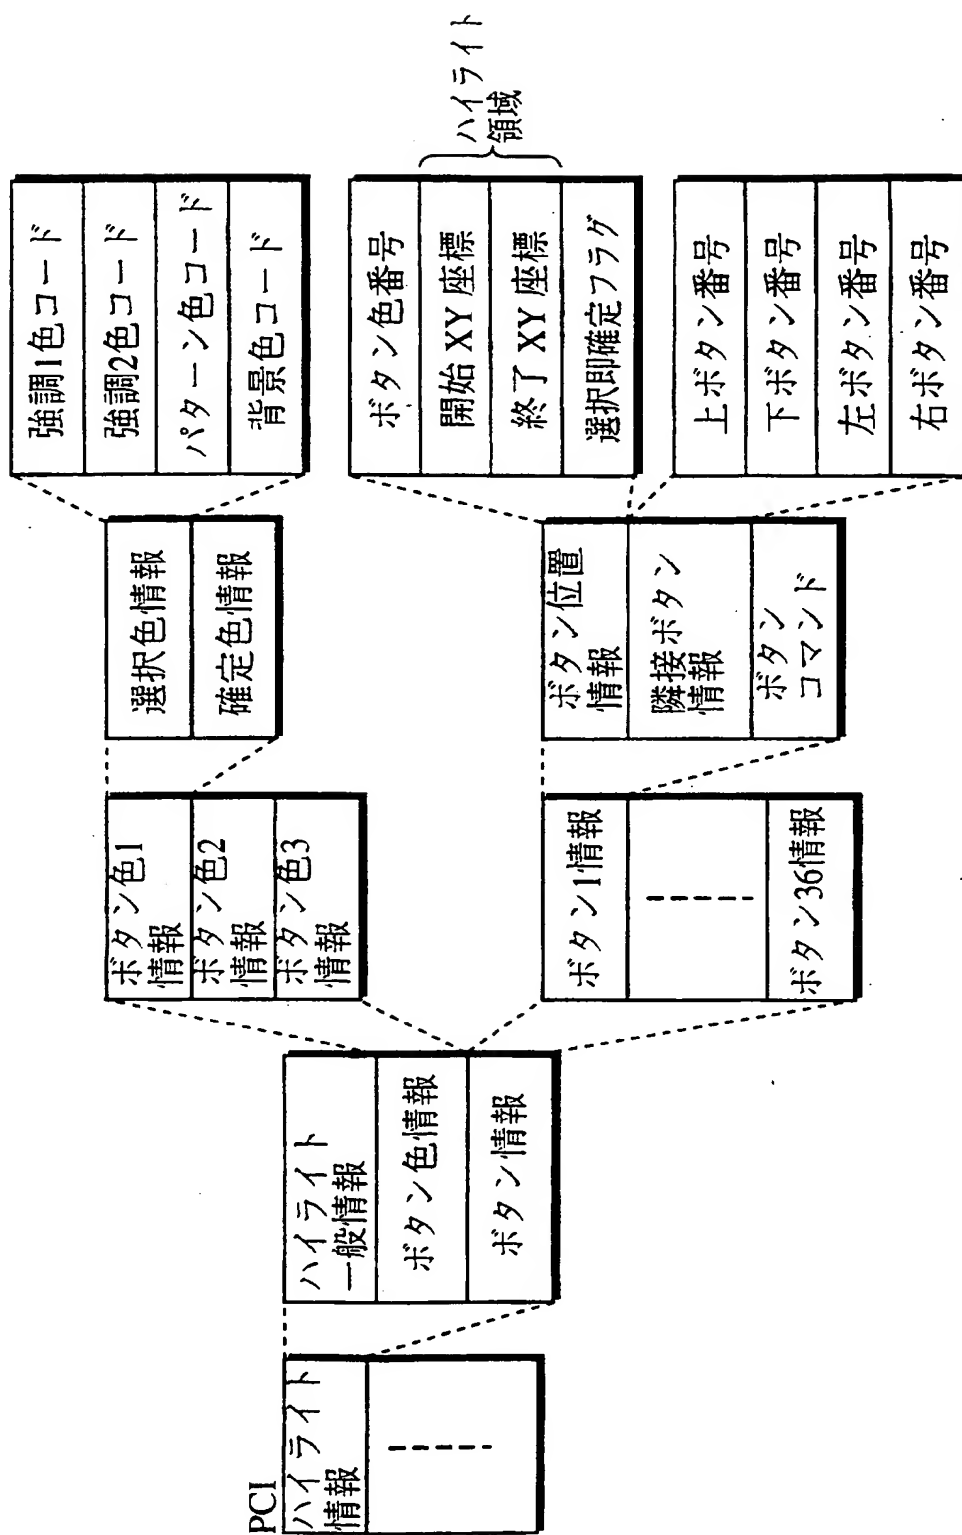 PCI
ハイライト
情報
ハイライト
一般情報
ボタン色情報
ボタン情報
ボタン色1
情報
ボタン色2
情報
ボタン色3
情報
ボタン1情報
ボタン36情報
選択色情報
確定色情報
ボタン位置
情報
隣接ボタン
情報
ボタン
コマンド
強調1色コード
強調2色コード
パターン色コード
背景色コード
ボタン色番号
開始 XY 座標
終了 XY 座標
選択即確定フラグ
ハイライト
領域
上ボタン番号
下ボタン番号
左ボタン番号
右ボタン番号